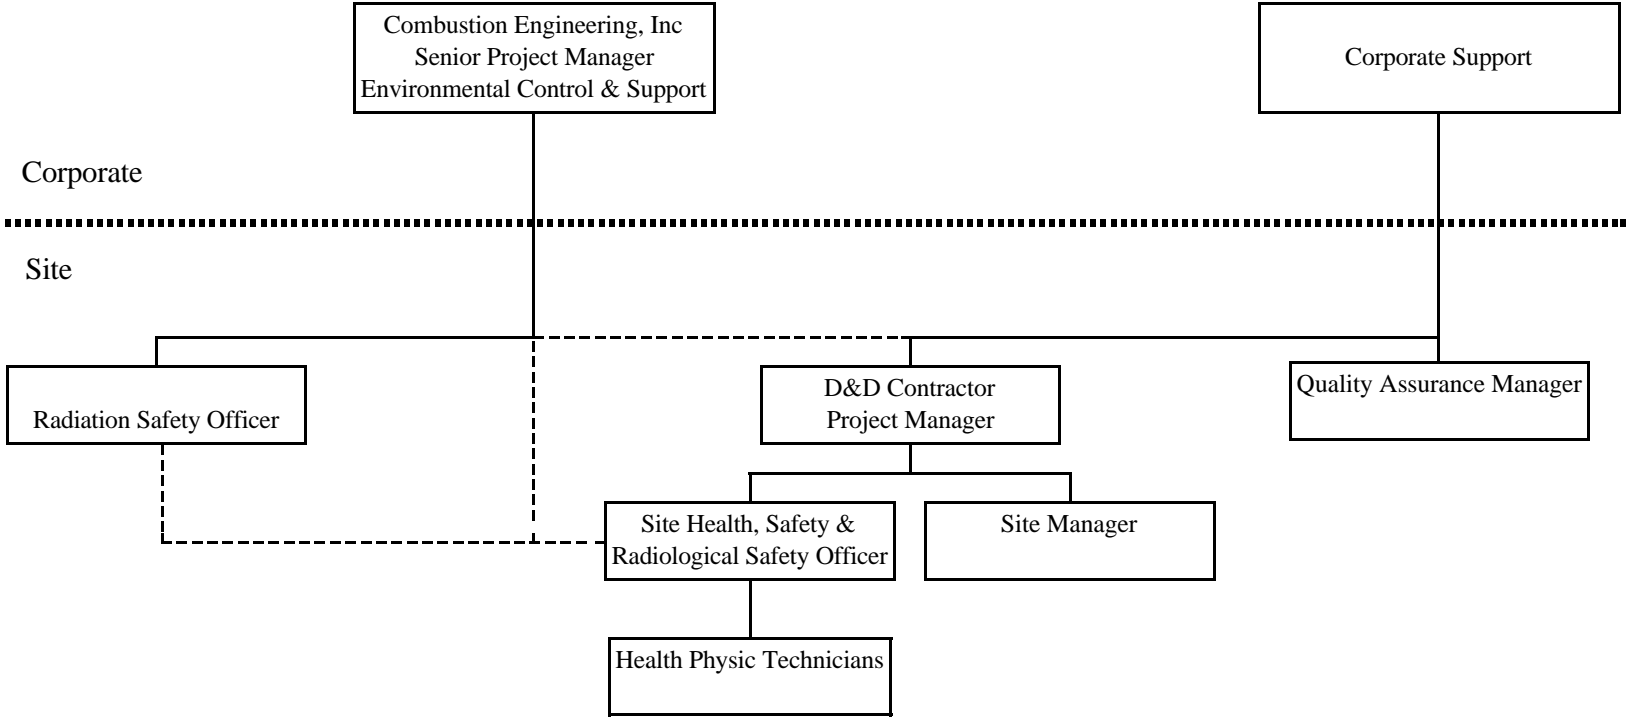 Combustion Engineering, Inc
Senior Project Manager
Environmental Control & Support
Corporate Support
Corporate
Site
Radiation Safety Officer
D&D Contractor
Project Manager
Quality Assurance Manager
Site Health, Safety &
Radiological Safety Officer
Site Manager
Health Physic Technicians